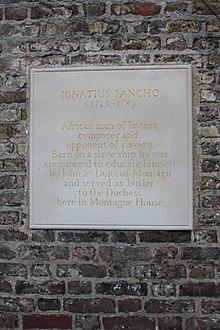 IGNATIUS SANCHO
c1729-1780
African man of letters,
composer and
opponent of slavery.
Born on a slave ship he was
encouraged to educate himself
by John 2nd Duke of Montagu
and served as butler
to the Duchess
here in Montague House.